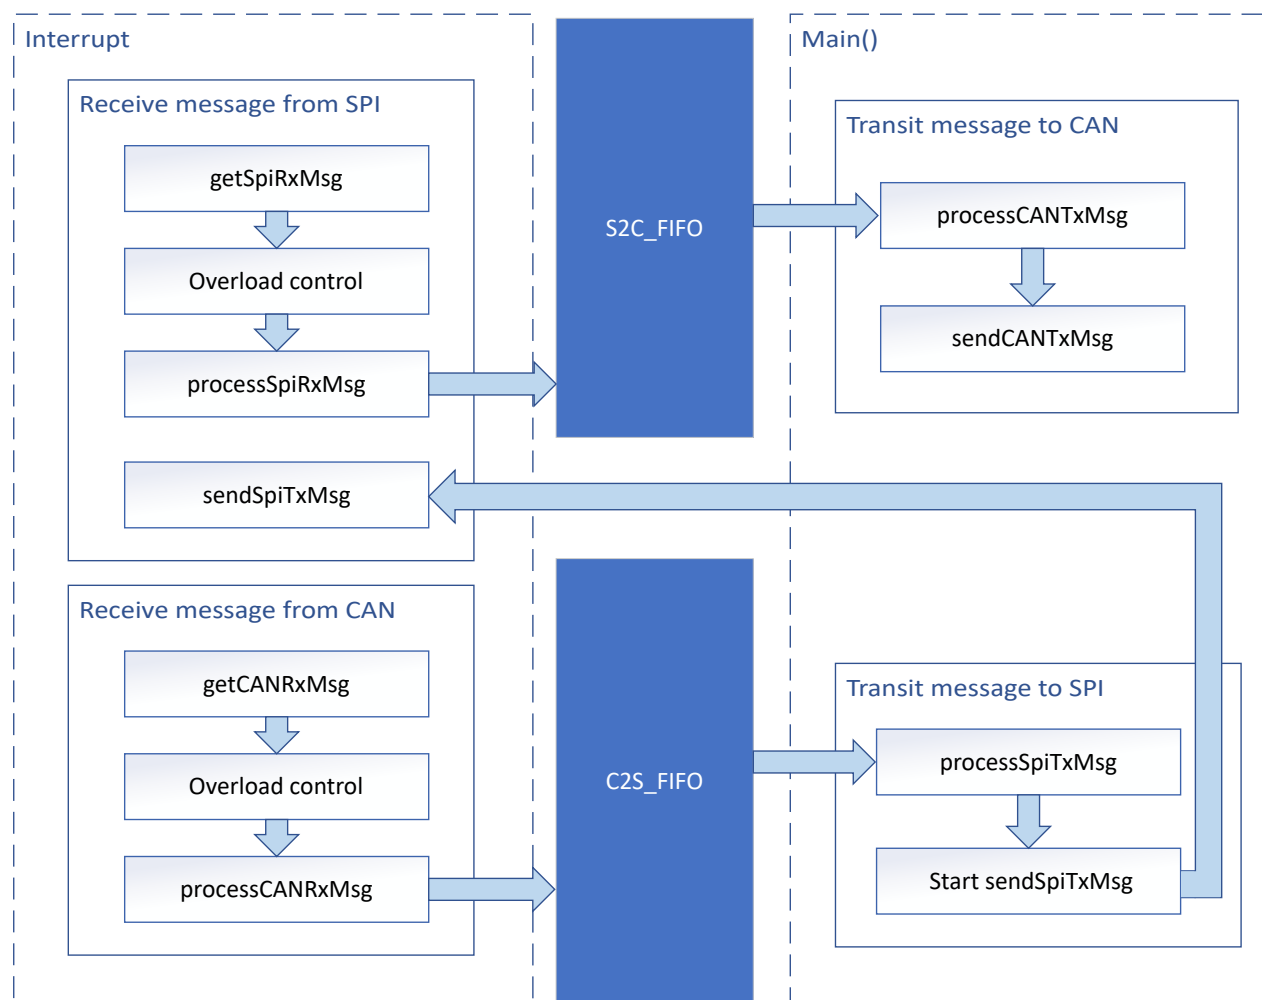 Interrupt
Receive message from SPI
getSpiRxMsg
Overload control
processSpiRxMsg
sendSpiTxMsg
Receive message from CAN
getCANRxMsg
Overload control
processCANRxMsg
S2C_FIFO
C2S_FIFO
Main()
Transit message to CAN
processCANTxMsg
sendCANTxMsg
Transit message to SPI
processSpiTxMsg
Start sendSpiTxMsg